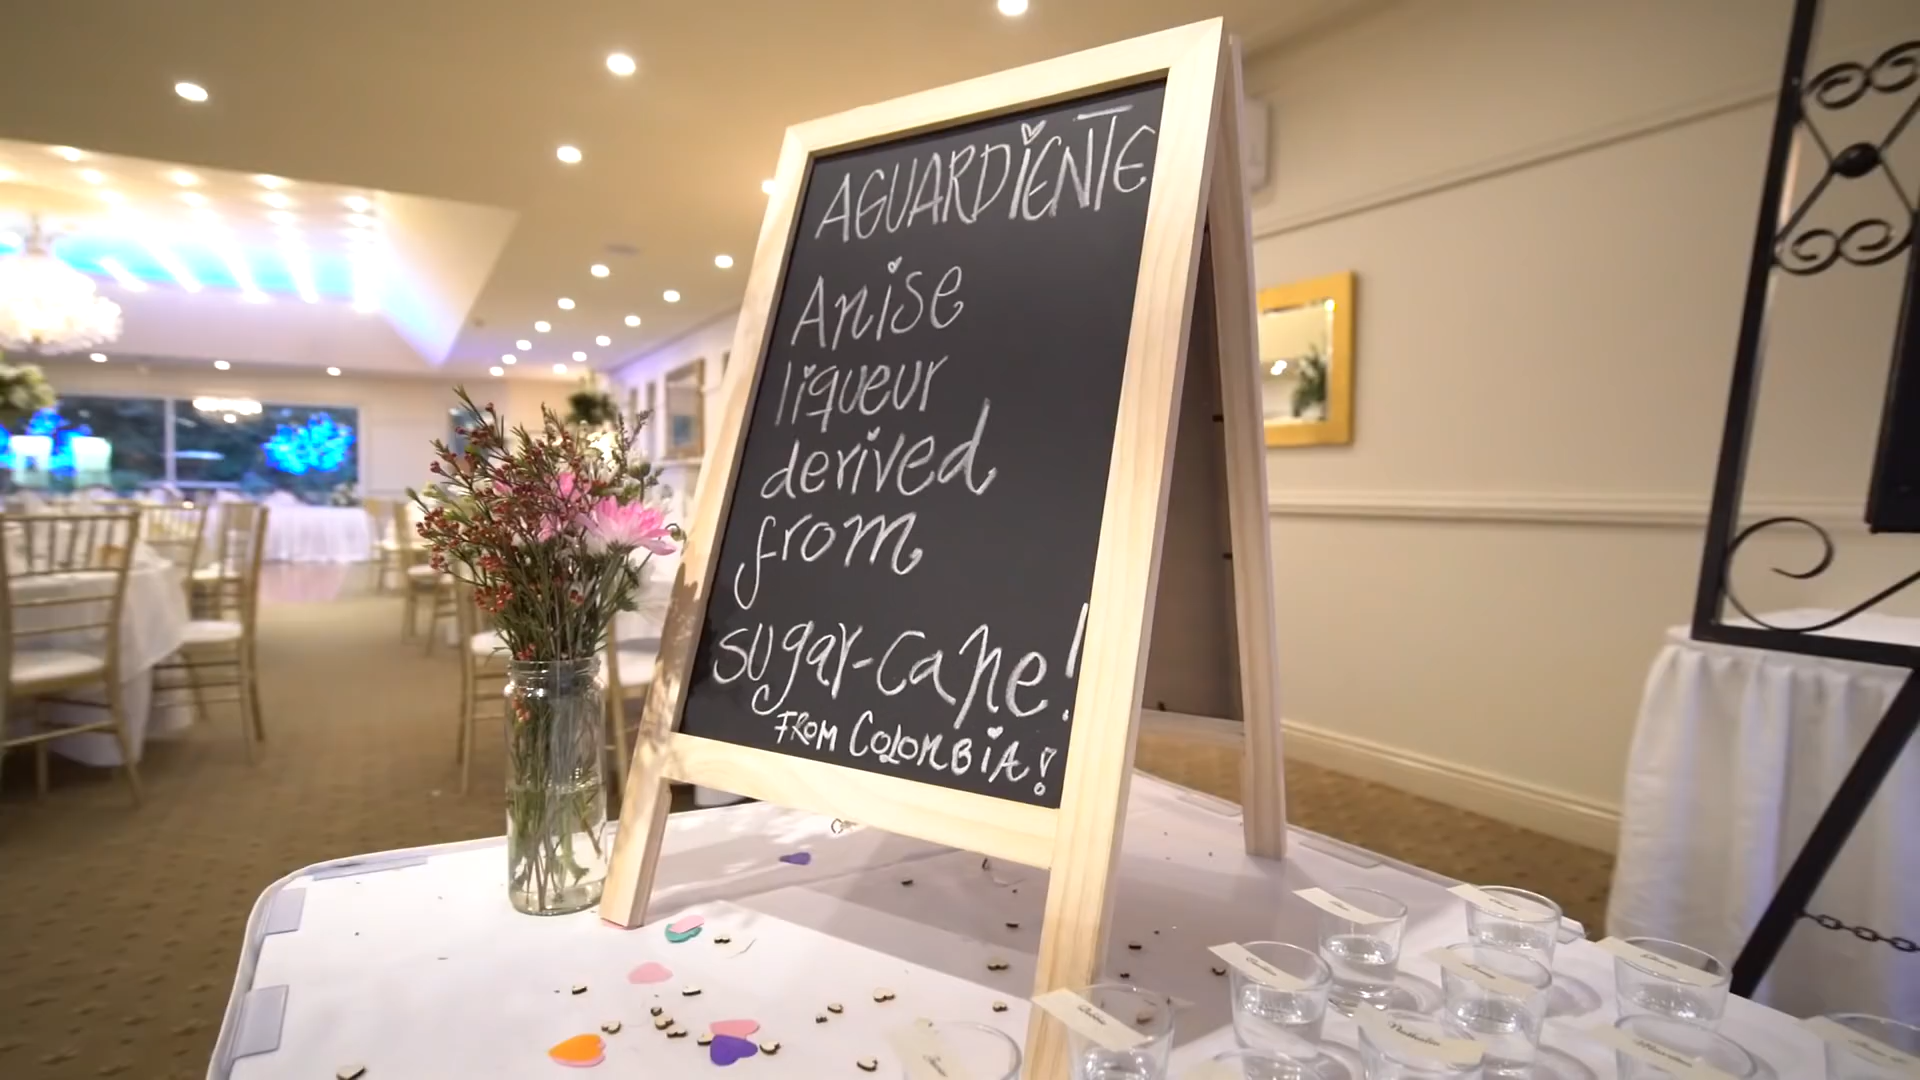 AGUARDIENTE
Anise
liqueur
derived
from
sugar-cane!
FROM COLOMBIA!